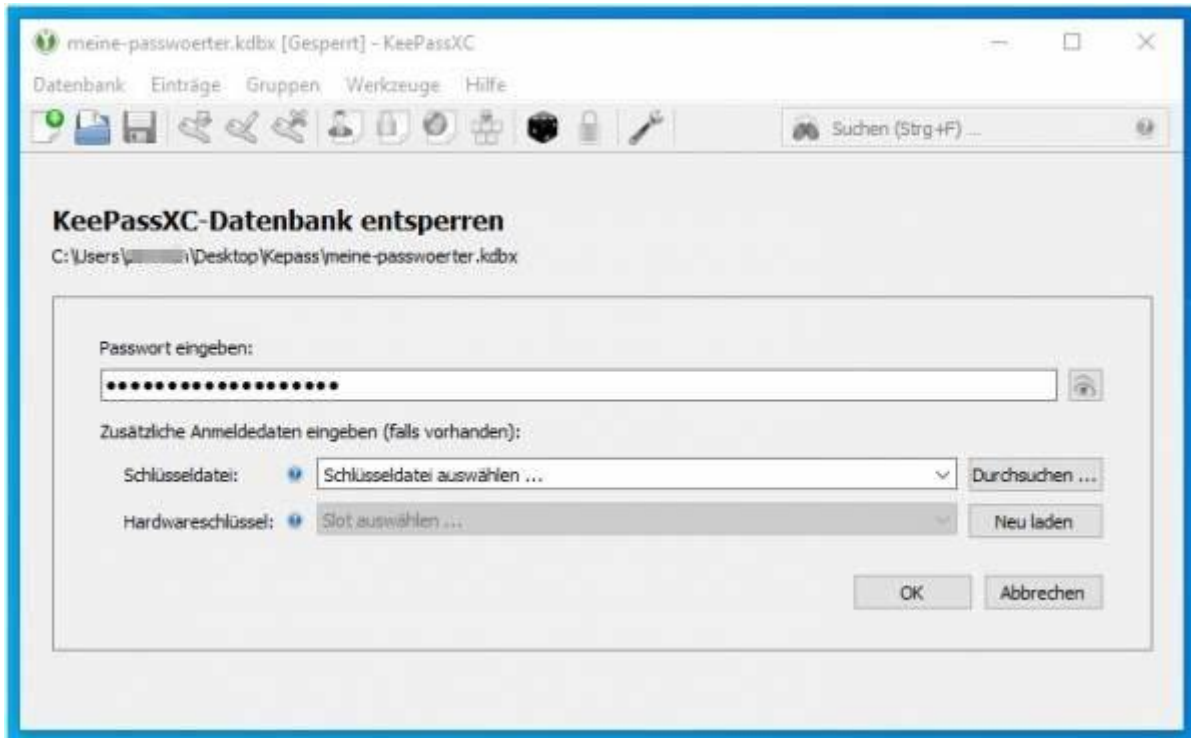 meine-passwoerter.kdbx [Gesperrt] - KeePassXC
Datenbank Einträge Gruppen Werkzeuge Hilfe
Suchen (Strg+F) ...
KeePassXC-Datenbank entsperren
C:\Users\ \Desktop\Kepass\meine-passwoerter.kdbx
Passwort eingeben:
Zusätzliche Anmeldedaten eingeben (falls vorhanden):
Schlüsseldatei: Schlüsseldatei auswählen ... Durchsuchen ...
Hardwareschlüssel: Slot auswählen ... Neu laden
OK Abbrechen